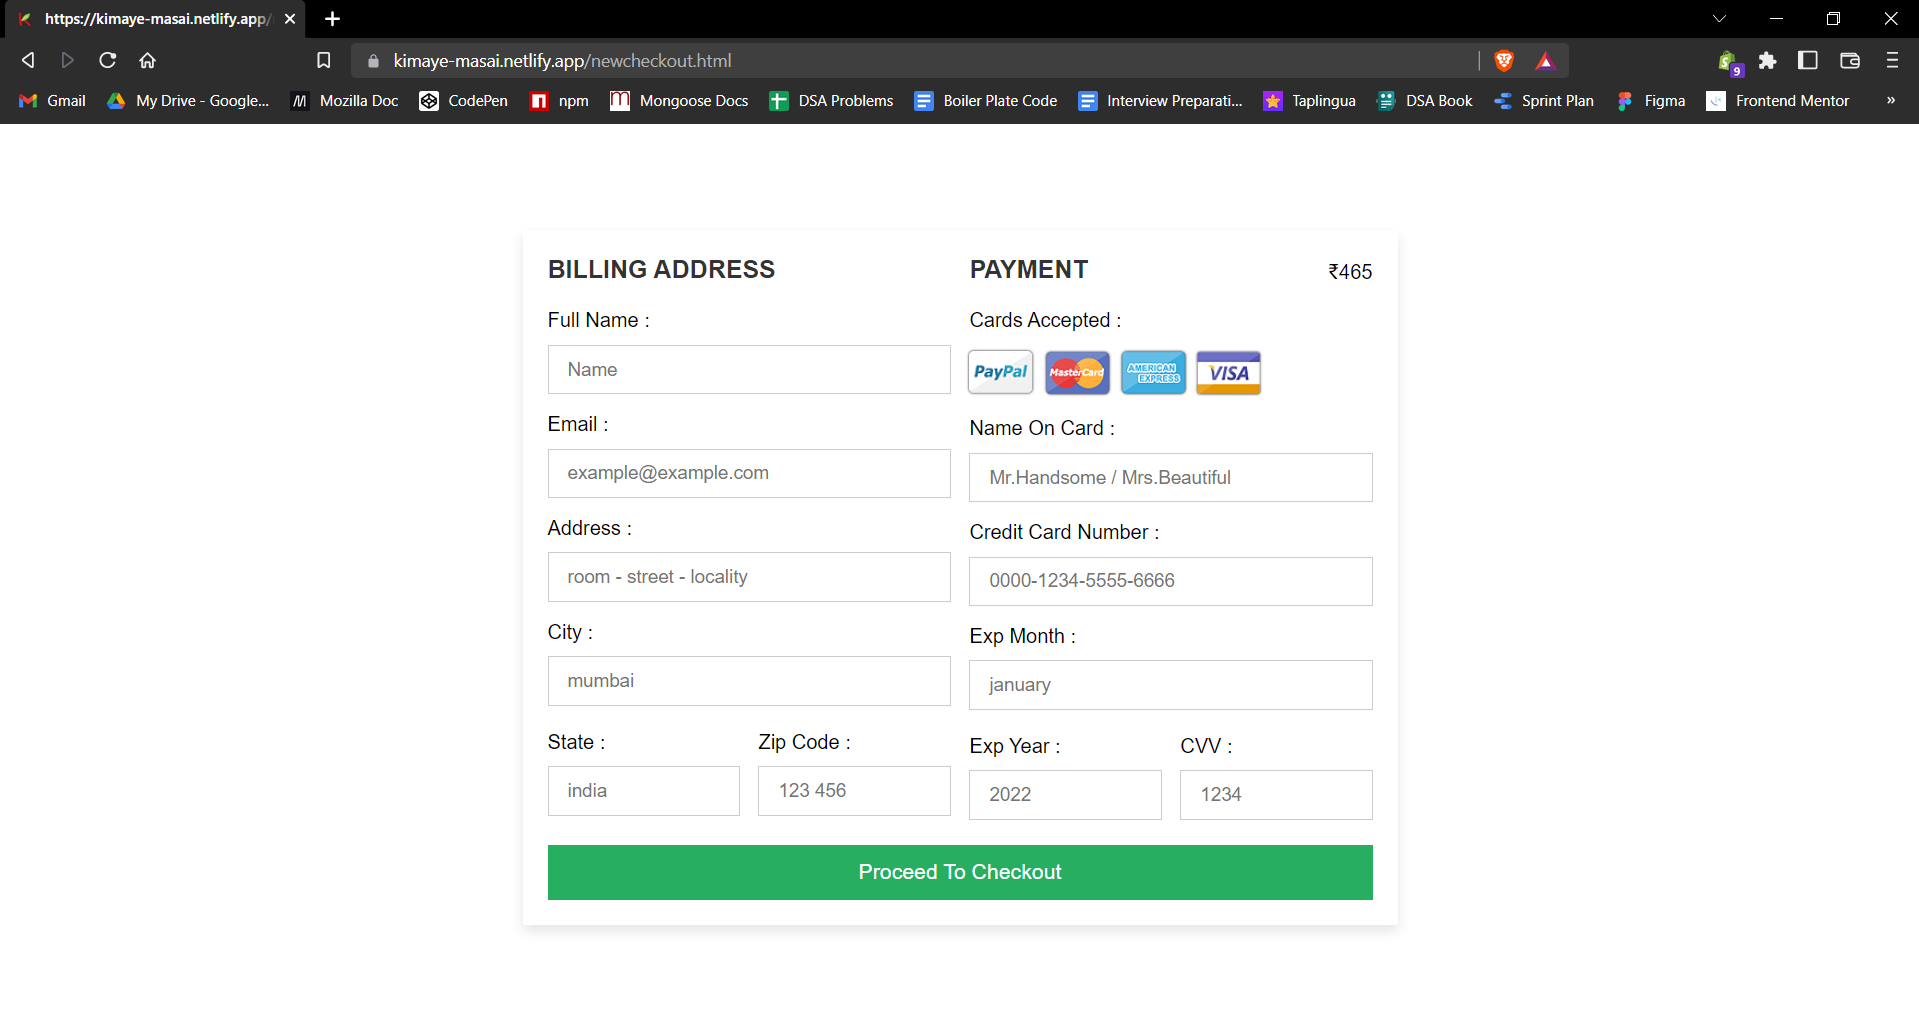 https://kimaye-masai.netlify.app/
kimaye-masai.netlify.app/newcheckout.html
9
Gmail My Drive - Google... Mozilla Doc CodePen npm Mongoose Docs DSA Problems Boiler Plate Code Interview Preparati... Taplingua DSA Book Sprint Plan Figma Frontend Mentor »
BILLING ADDRESS
Full Name :
Name
Email :
example@example.com
Address :
room - street - locality
City :
mumbai
State : Zip Code :
india 123 456
PAYMENT ₹465
Cards Accepted :
PayPal MasterCard AMERICAN EXPRESS VISA
Name On Card :
Mr.Handsome / Mrs.Beautiful
Credit Card Number :
0000-1234-5555-6666
Exp Month :
january
Exp Year : CVV :
2022 1234
Proceed To Checkout